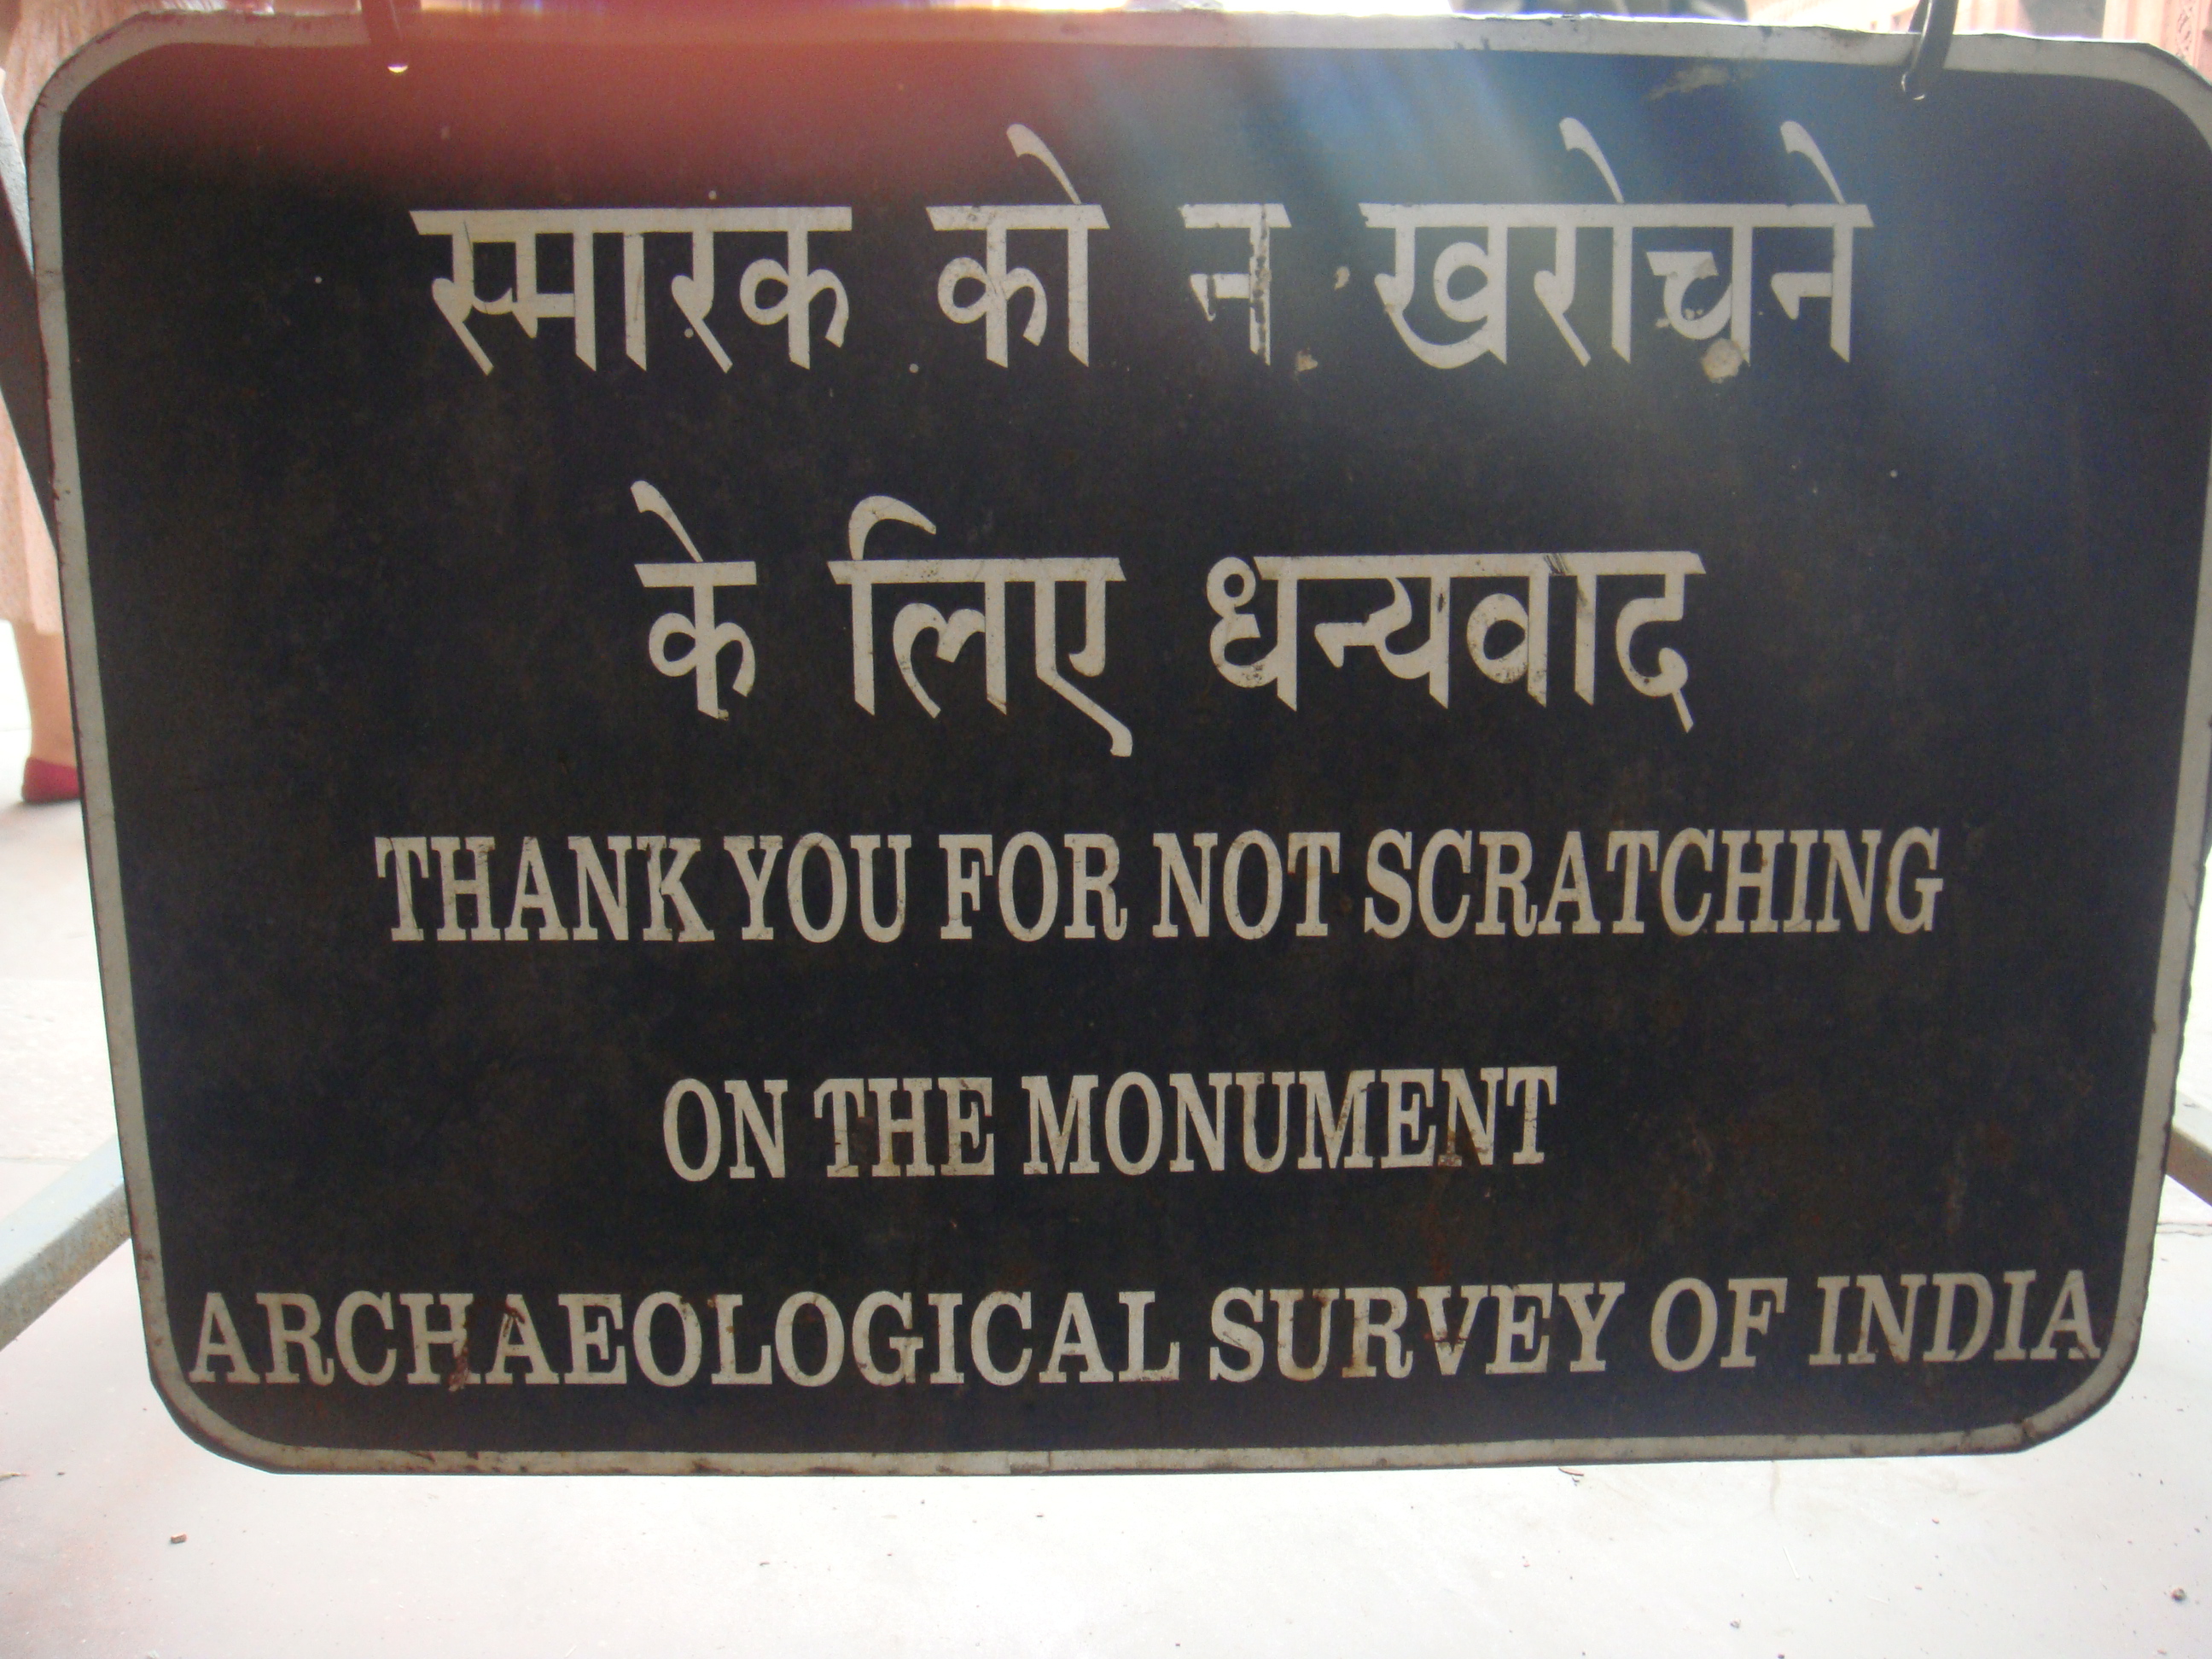 स्मारक को न खरोचने
के लिए धन्यवाद
THANK YOU FOR NOT SCRATCHING
ON THE MONUMENT
ARCHAEOLOGICAL SURVEY OF INDIA